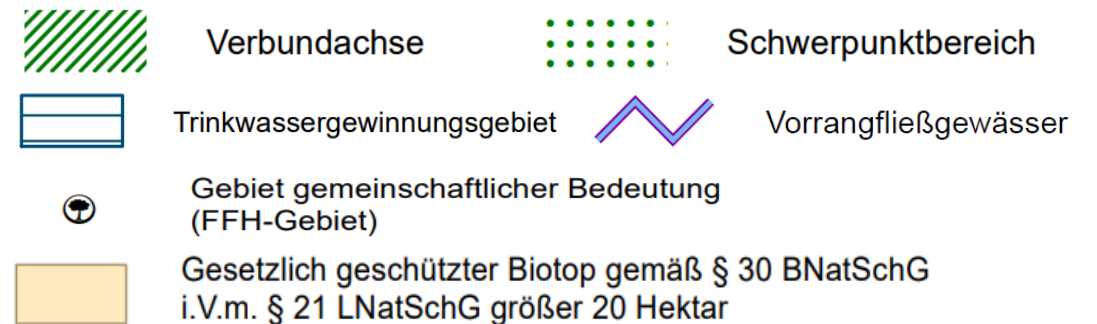 Verbundachse Schwerpunktbereich
Trinkwassergewinnungsgebiet Vorrangfließgewässer
Gebiet gemeinschaftlicher Bedeutung
(FFH-Gebiet)
Gesetzlich geschützter Biotop gemäß § 30 BNatSchG
i.V.m. § 21 LNatSchG größer 20 Hektar